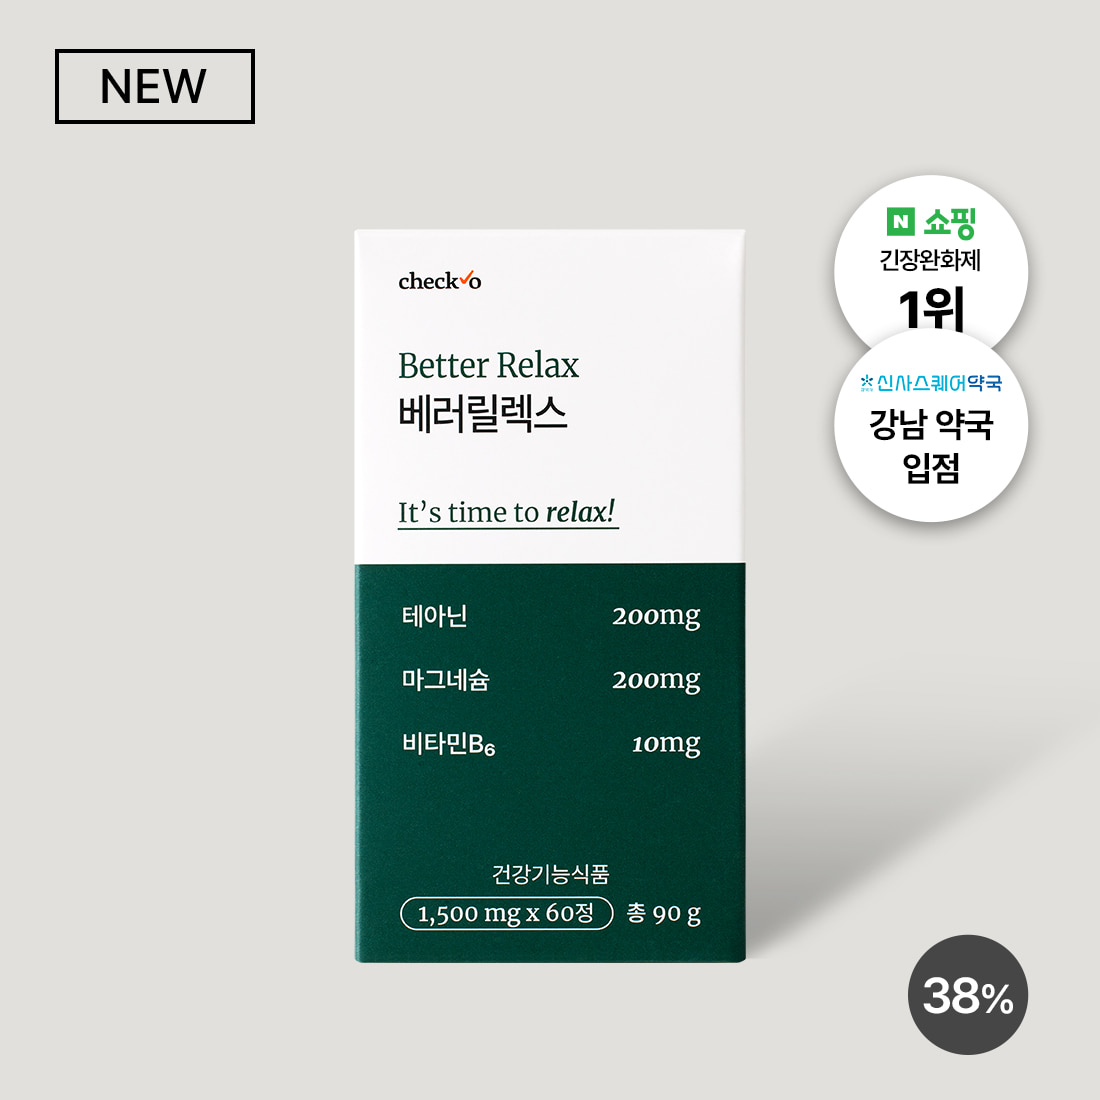 NEW
N 쇼핑
긴장완화제
1위
신사스퀘어약국
강남 약국
입점
check✓o
Better Relax
베러릴렉스
It's time to relax!
테아닌 200mg
마그네슘 200mg
비타민B₆ 10mg
건강기능식품
1,500 mg x 60정 총 90 g
38%